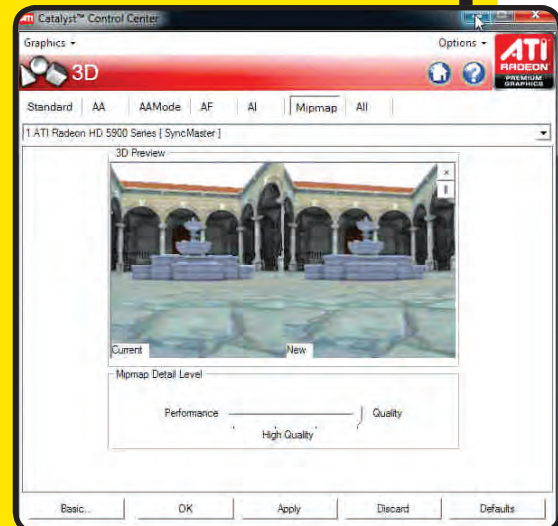 ATI Catalyst™ Control Center
Graphics Options
ATI
RADEON
PREMIUM
GRAPHICS
3D
Standard AA AAMode AF AI Mipmap All
1.ATI Radeon HD 5900 Series [ SyncMaster ]
3D Preview
Current New
Mipmap Detail Level
Performance Quality
High Quality
Basic... OK Apply Discard Defaults